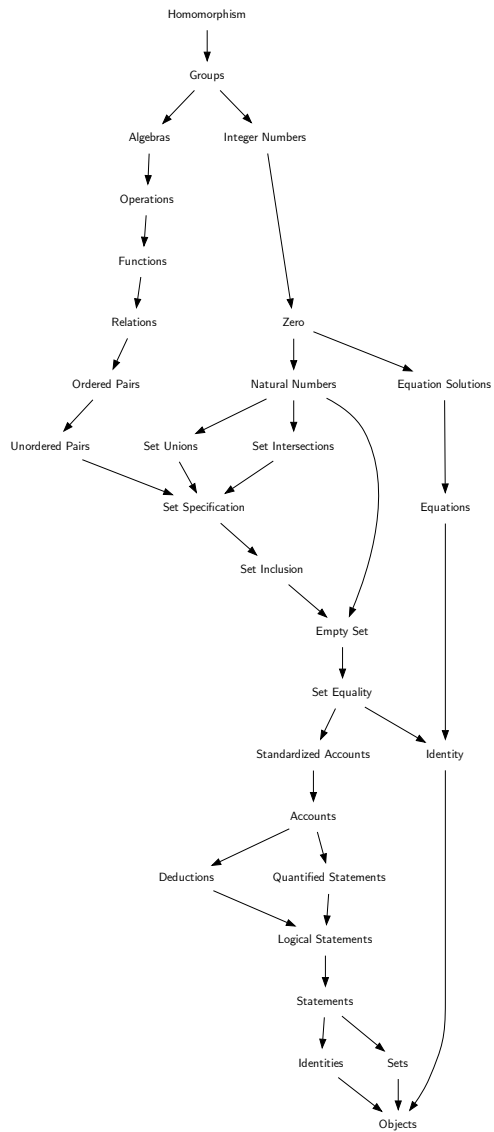 Homomorphism
Groups
Algebras
Integer Numbers
Operations
Functions
Relations
Zero
Ordered Pairs
Natural Numbers
Equation Solutions
Unordered Pairs
Set Unions
Set Intersections
Set Specification
Equations
Set Inclusion
Empty Set
Set Equality
Standardized Accounts
Identity
Accounts
Deductions
Quantified Statements
Logical Statements
Statements
Identities
Sets
Objects